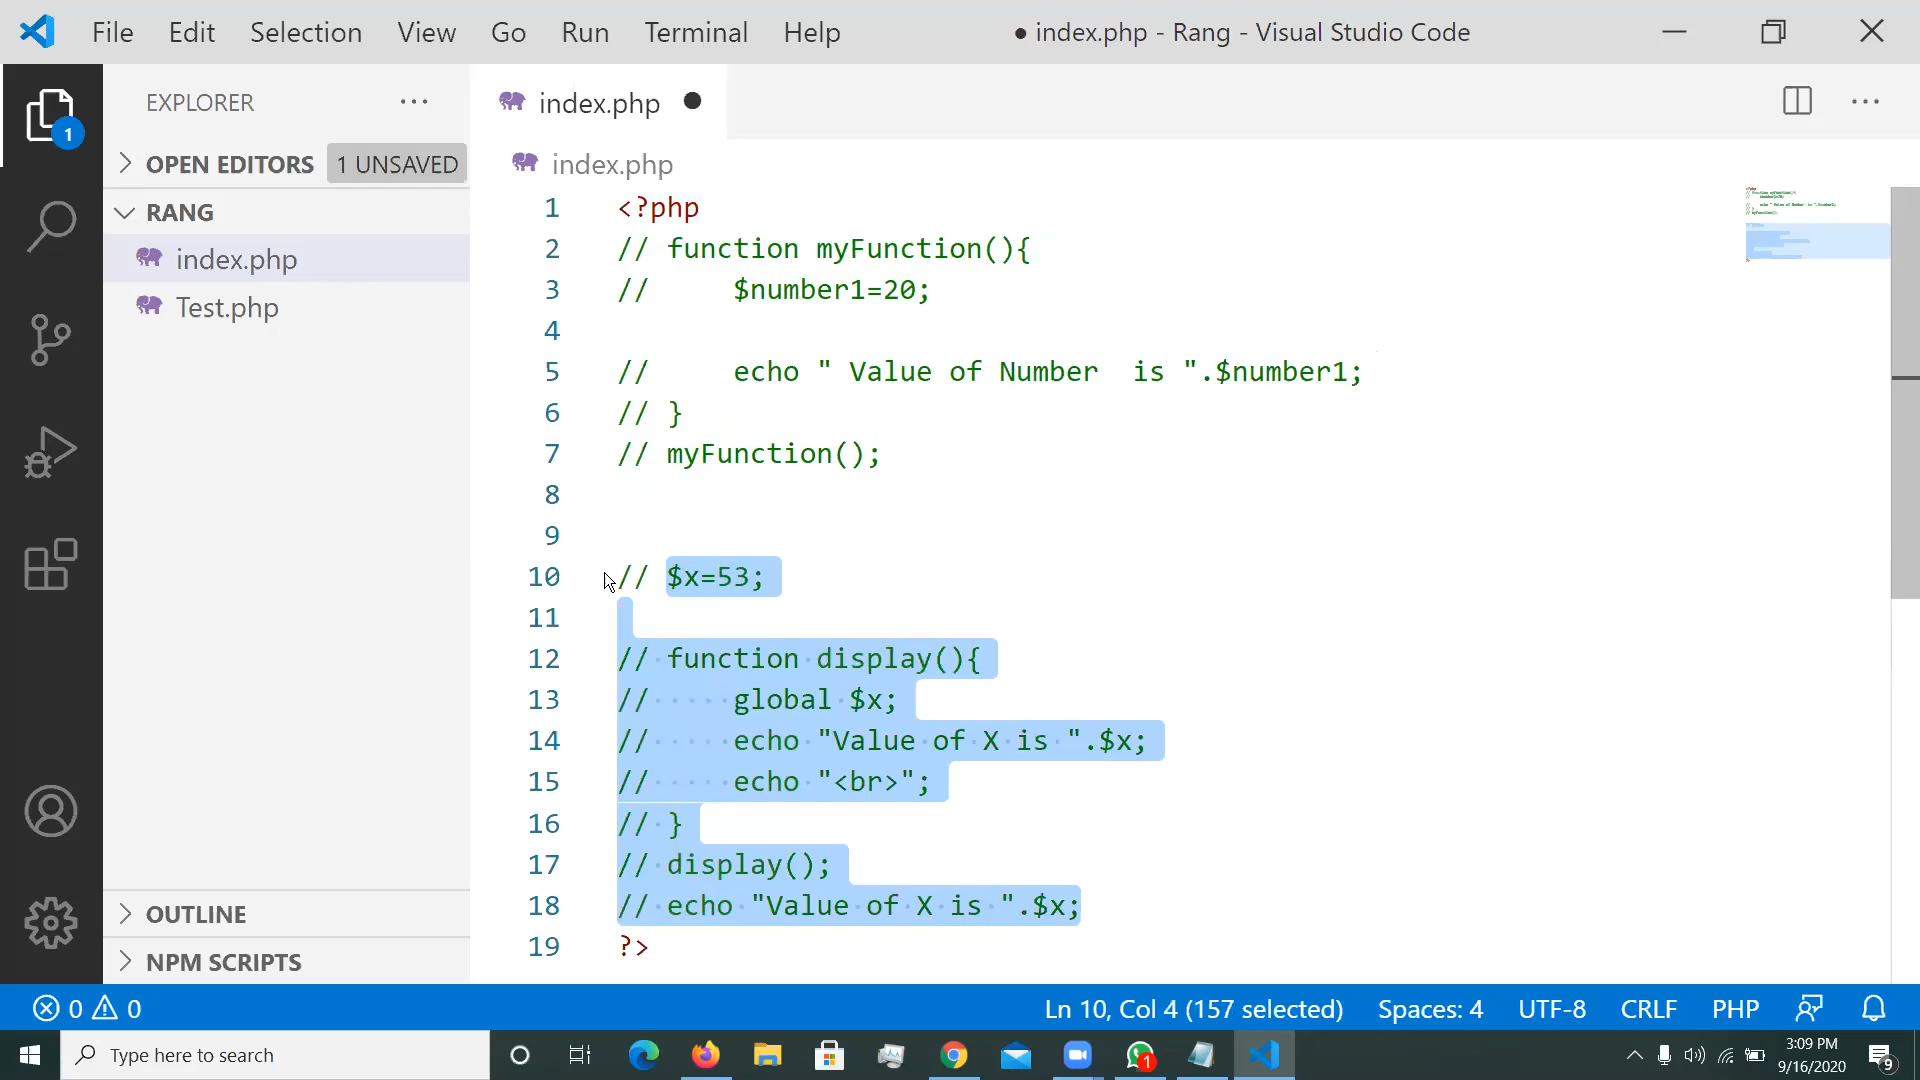 File Edit Selection View Go Run Terminal Help ● index.php - Rang - Visual Studio Code
EXPLORER ··· index.php ●
OPEN EDITORS 1 UNSAVED
index.php
RANG
index.php
Test.php
1 <?php
2 // function myFunction(){
3 //     $number1=20;
4
5 //     echo " Value of Number  is ".$number1;
6 // }
7 // myFunction();
8
9
10 // $x=53;
11
12 // function display(){
13 //     global $x;
14 //     echo "Value of X is ".$x;
15 //     echo "<br>";
16 // }
17 // display();
18 // echo "Value of X is ".$x;
19 ?>
OUTLINE
NPM SCRIPTS
1
0 0 Ln 10, Col 4 (157 selected) Spaces: 4 UTF-8 CRLF PHP
Type here to search
1
3:09 PM
9/16/2020
9